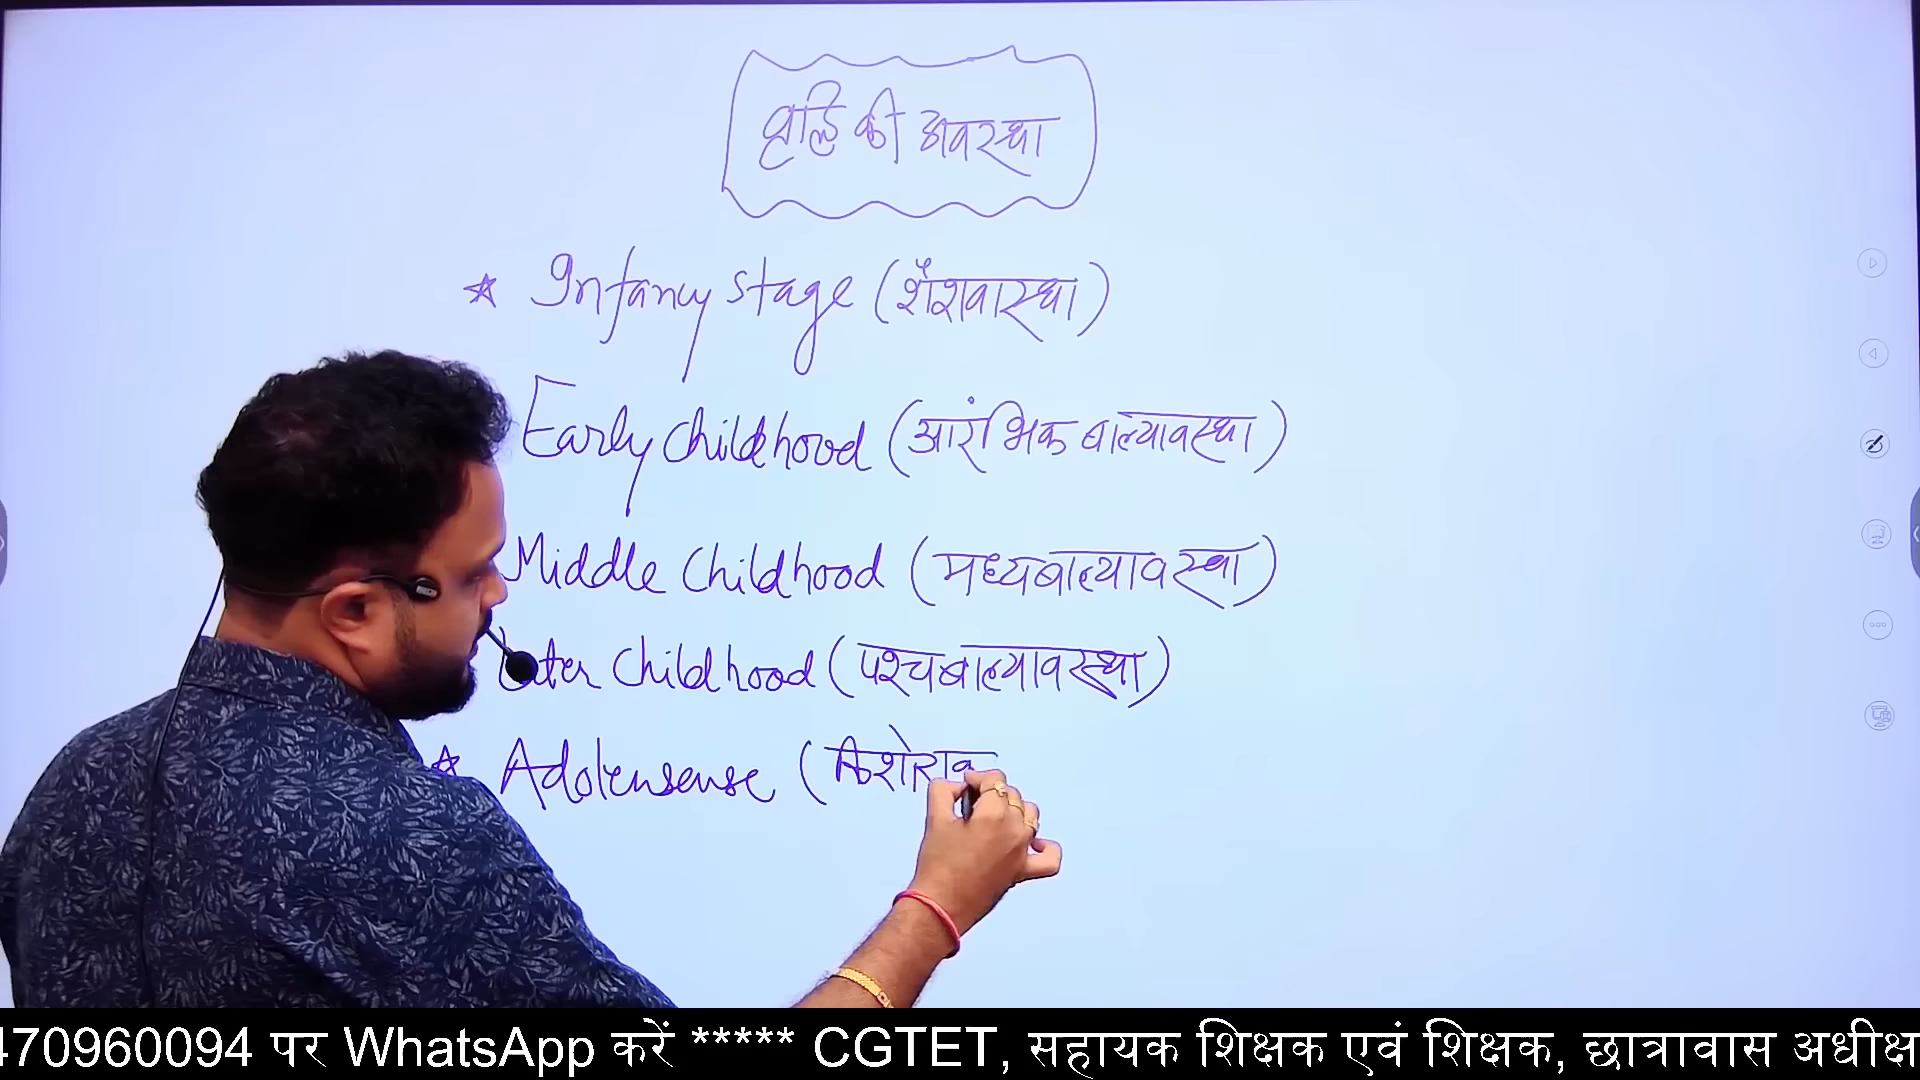 वृद्धि की अवस्था
Infancy stage (शैशवास्था)
Early childhood (आरंभिक बाल्यावस्था)
Middle Childhood (मध्यबाल्यावस्था)
Later Childhood (पश्चबाल्यावस्था)
Adolensense (किशोराव
470960094 पर WhatsApp करें ***** CGTET, सहायक शिक्षक एवं शिक्षक, छात्रावास अधीक्ष